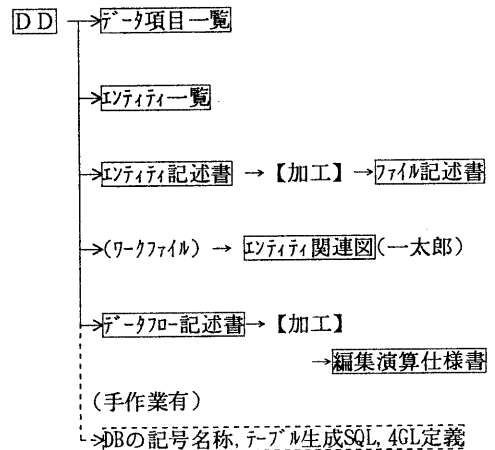 ＤＤ→データ項目一覧
→エンティティ一覧
→エンティティ記述書→【加工】→ファイル記述書
→(ワークファイル)→エンティティ関連図(一太郎)
→データフロー記述書→【加工】
→編集演算仕様書
(手作業有)
→DBの記号名称,テーブル生成SQL,4GL定義